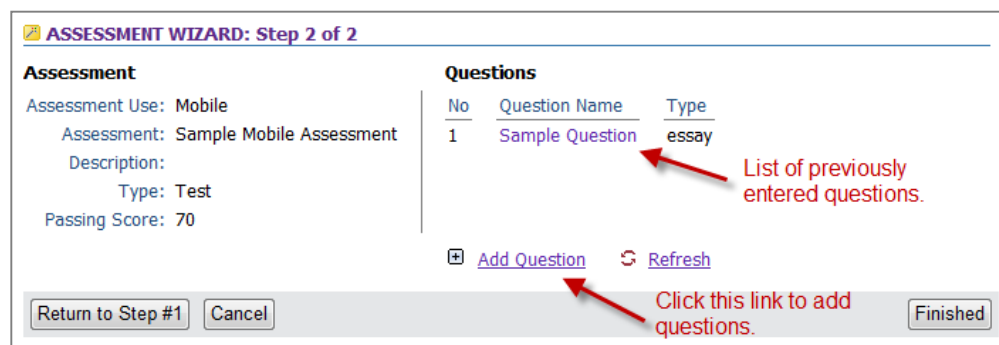 ASSESSMENT WIZARD: Step 2 of 2
Assessment
Assessment Use: Mobile
Assessment: Sample Mobile Assessment
Description:
Type: Test
Passing Score: 70
Questions
No Question Name Type
1 Sample Question essay
List of previously
entered questions.
Add Question Refresh
Click this link to add
questions.
Return to Step #1 Cancel Finished